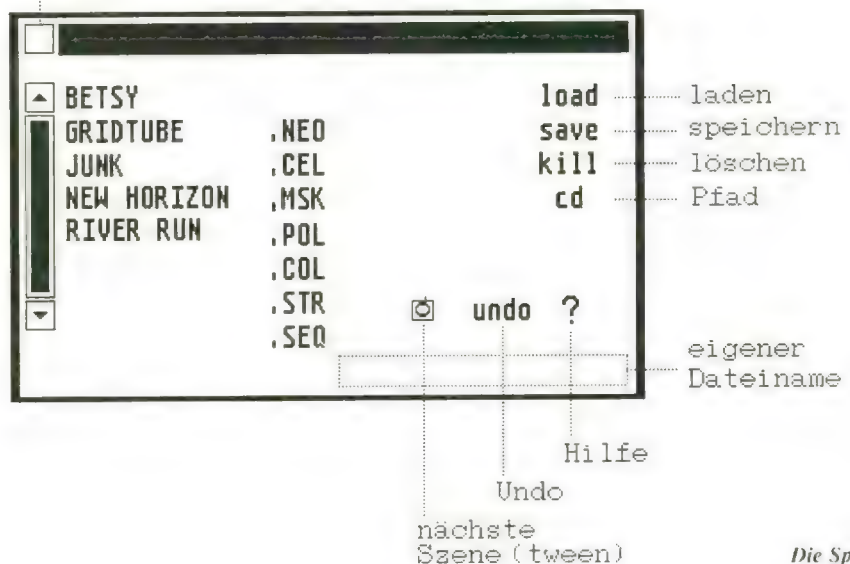 BETSY load laden
GRIDTUBE .NEO save speichern
JUNK .CEL kill löschen
NEW HORIZON .MSK cd Pfad
RIVER RUN .POL
.COL
.STR undo ?
.SEQ
eigener
Dateiname
Hilfe
Undo
nächste
Szene (tween)
Die Sp